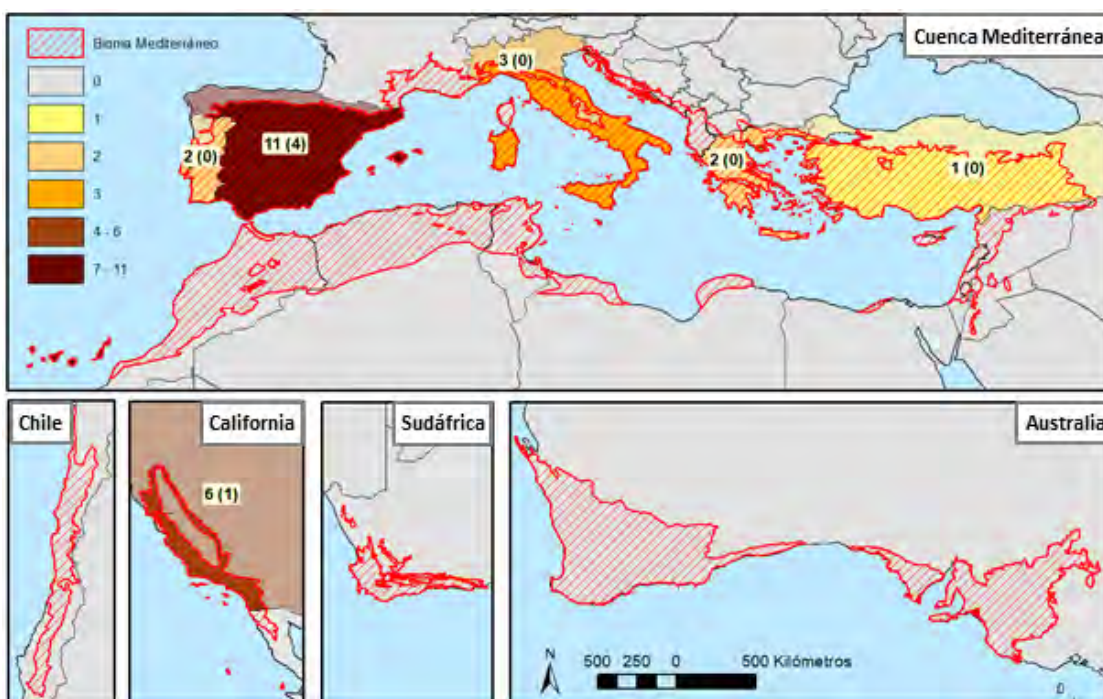 Bioma Mediterráneo
0
1
2
3
4 - 6
7 - 11
Cuenca Mediterránea
3 (0)
11 (4)
2 (0)
2 (0)
1 (0)
Chile
California
6 (1)
Sudáfrica
Australia
N
500 250 0 500 Kilómetros